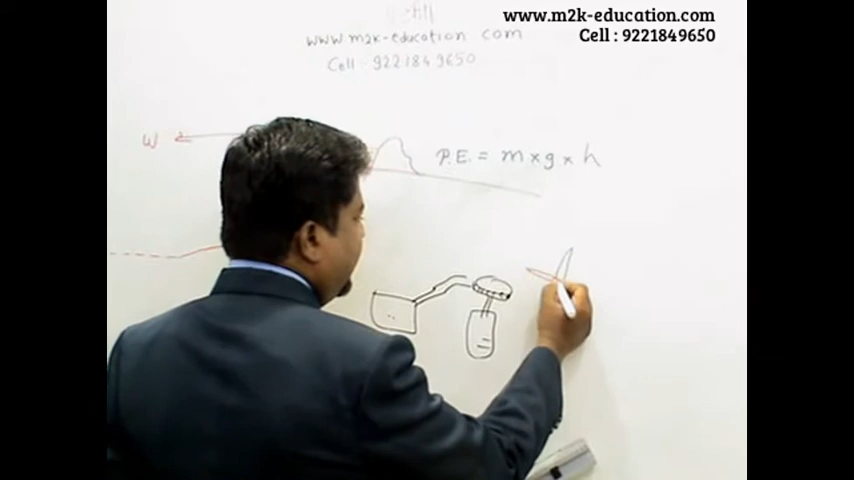 www.m2k-education.com
Cell : 9221849650
www.m2k-education com
Cell : 9221849650
W
P.E. = m x g x h